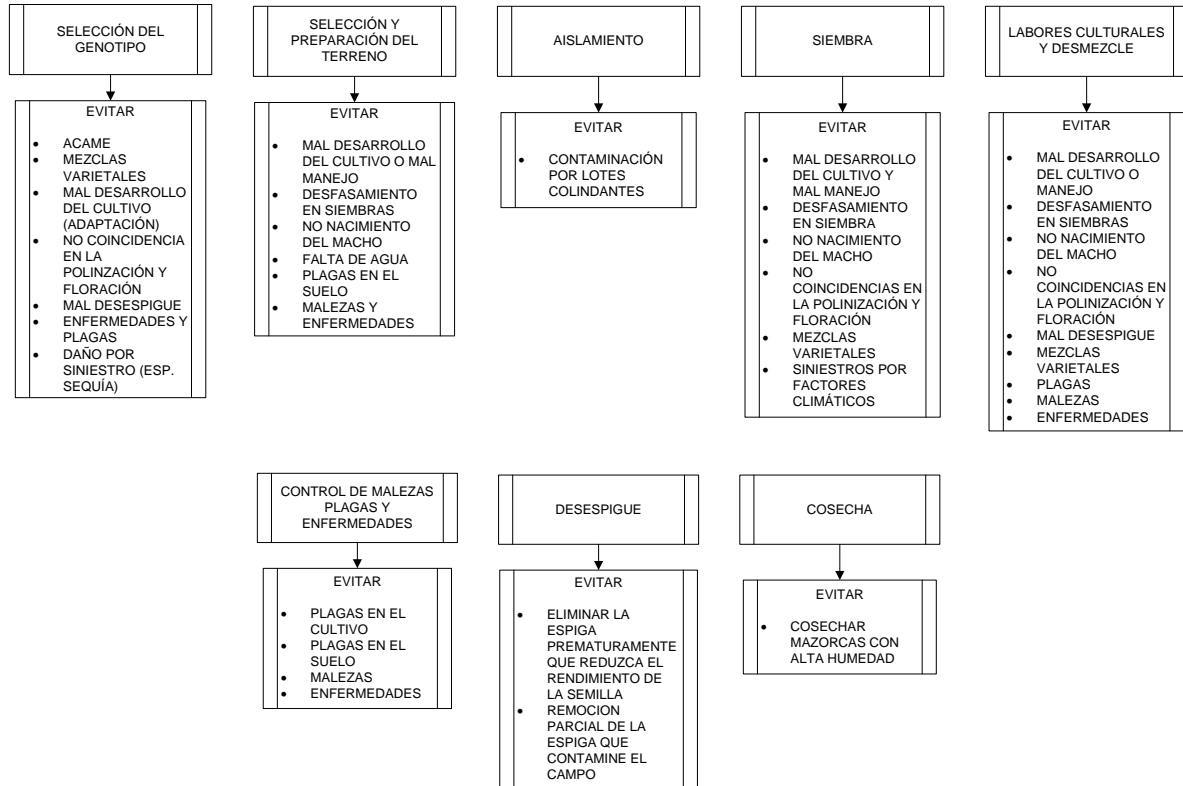 SELECCIÓN DEL
GENOTIPO
EVITAR
• ACAME
• MEZCLAS
VARIETALES
• MAL DESARROLLO
DEL CULTIVO
(ADAPTACIÓN)
• NO COINCIDENCIA
EN LA
POLINZACIÓN Y
FLORACIÓN
• MAL DESESPIGUE
• ENFERMEDADES Y
PLAGAS
• DAÑO POR
SINIESTRO (ESP.
SEQUÍA)
SELECCIÓN Y
PREPARACIÓN DEL
TERRENO
EVITAR
• MAL DESARROLLO
DEL CULTIVO O MAL
MANEJO
• DESFASAMIENTO
EN SIEMBRAS
• NO NACIMIENTO
DEL MACHO
• FALTA DE AGUA
• PLAGAS EN EL
SUELO
• MALEZAS Y
ENFERMEDADES
AISLAMIENTO
EVITAR
• CONTAMINACIÓN
POR LOTES
COLINDANTES
SIEMBRA
EVITAR
• MAL DESARROLLO
DEL CULTIVO Y
MAL MANEJO
• DESFASAMIENTO
EN SIEMBRA
• NO NACIMIENTO
DEL MACHO
• NO
COINCIDENCIAS EN
LA POLINIZACIÓN Y
FLORACIÓN
• MEZCLAS
VARIETALES
• SINIESTROS POR
FACTORES
CLIMÁTICOS
LABORES CULTURALES
Y DESMEZCLE
EVITAR
• MAL DESARROLLO
DEL CULTIVO O
MANEJO
• DESFASAMIENTO
EN SIEMBRAS
• NO NACIMIENTO
DEL MACHO
• NO
COINCIDENCIAS EN
LA POLINIZACIÓN Y
FLORACIÓN
• MAL DESESPIGUE
• MEZCLAS
VARIETALES
• PLAGAS
• MALEZAS
• ENFERMEDADES
CONTROL DE MALEZAS
PLAGAS Y
ENFERMEDADES
EVITAR
• PLAGAS EN EL
CULTIVO
• PLAGAS EN EL
SUELO
• MALEZAS
• ENFERMEDADES
DESESPIGUE
EVITAR
• ELIMINAR LA
ESPIGA
PREMATURAMENTE
QUE REDUZCA EL
RENDIMIENTO DE
LA SEMILLA
• REMOCION
PARCIAL DE LA
ESPIGA QUE
CONTAMINE EL
CAMPO
COSECHA
EVITAR
• COSECHAR
MAZORCAS CON
ALTA HUMEDAD